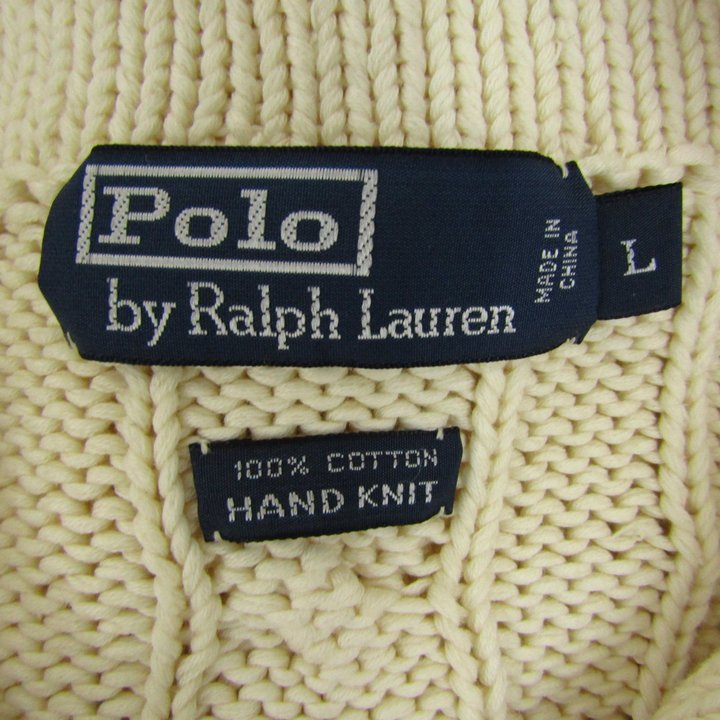 Polo
by Ralph Lauren
MADE IN
CHINA
L
100% COTTON
HAND KNIT